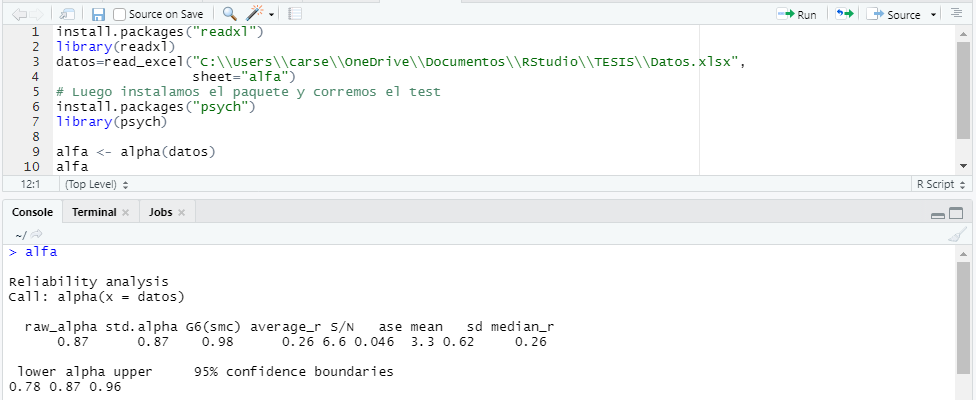 Source on Save
Run
Source
1 install.packages("readxl")
2 library(readxl)
3 datos=read_excel("C:\\Users\\carse\\OneDrive\\Documentos\\RStudio\\TESIS\\Datos.xlsx",
4 sheet="alfa")
5 # Luego instalamos el paquete y corremos el test
6 install.packages("psych")
7 library(psych)
8
9 alfa <- alpha(datos)
10 alfa
12:1 (Top Level) R Script
Console Terminal Jobs
~/
> alfa
Reliability analysis
Call: alpha(x = datos)
raw_alpha std.alpha G6(smc) average_r S/N ase mean sd median_r
0.87 0.87 0.98 0.26 6.6 0.046 3.3 0.62 0.26
lower alpha upper 95% confidence boundaries
0.78 0.87 0.96